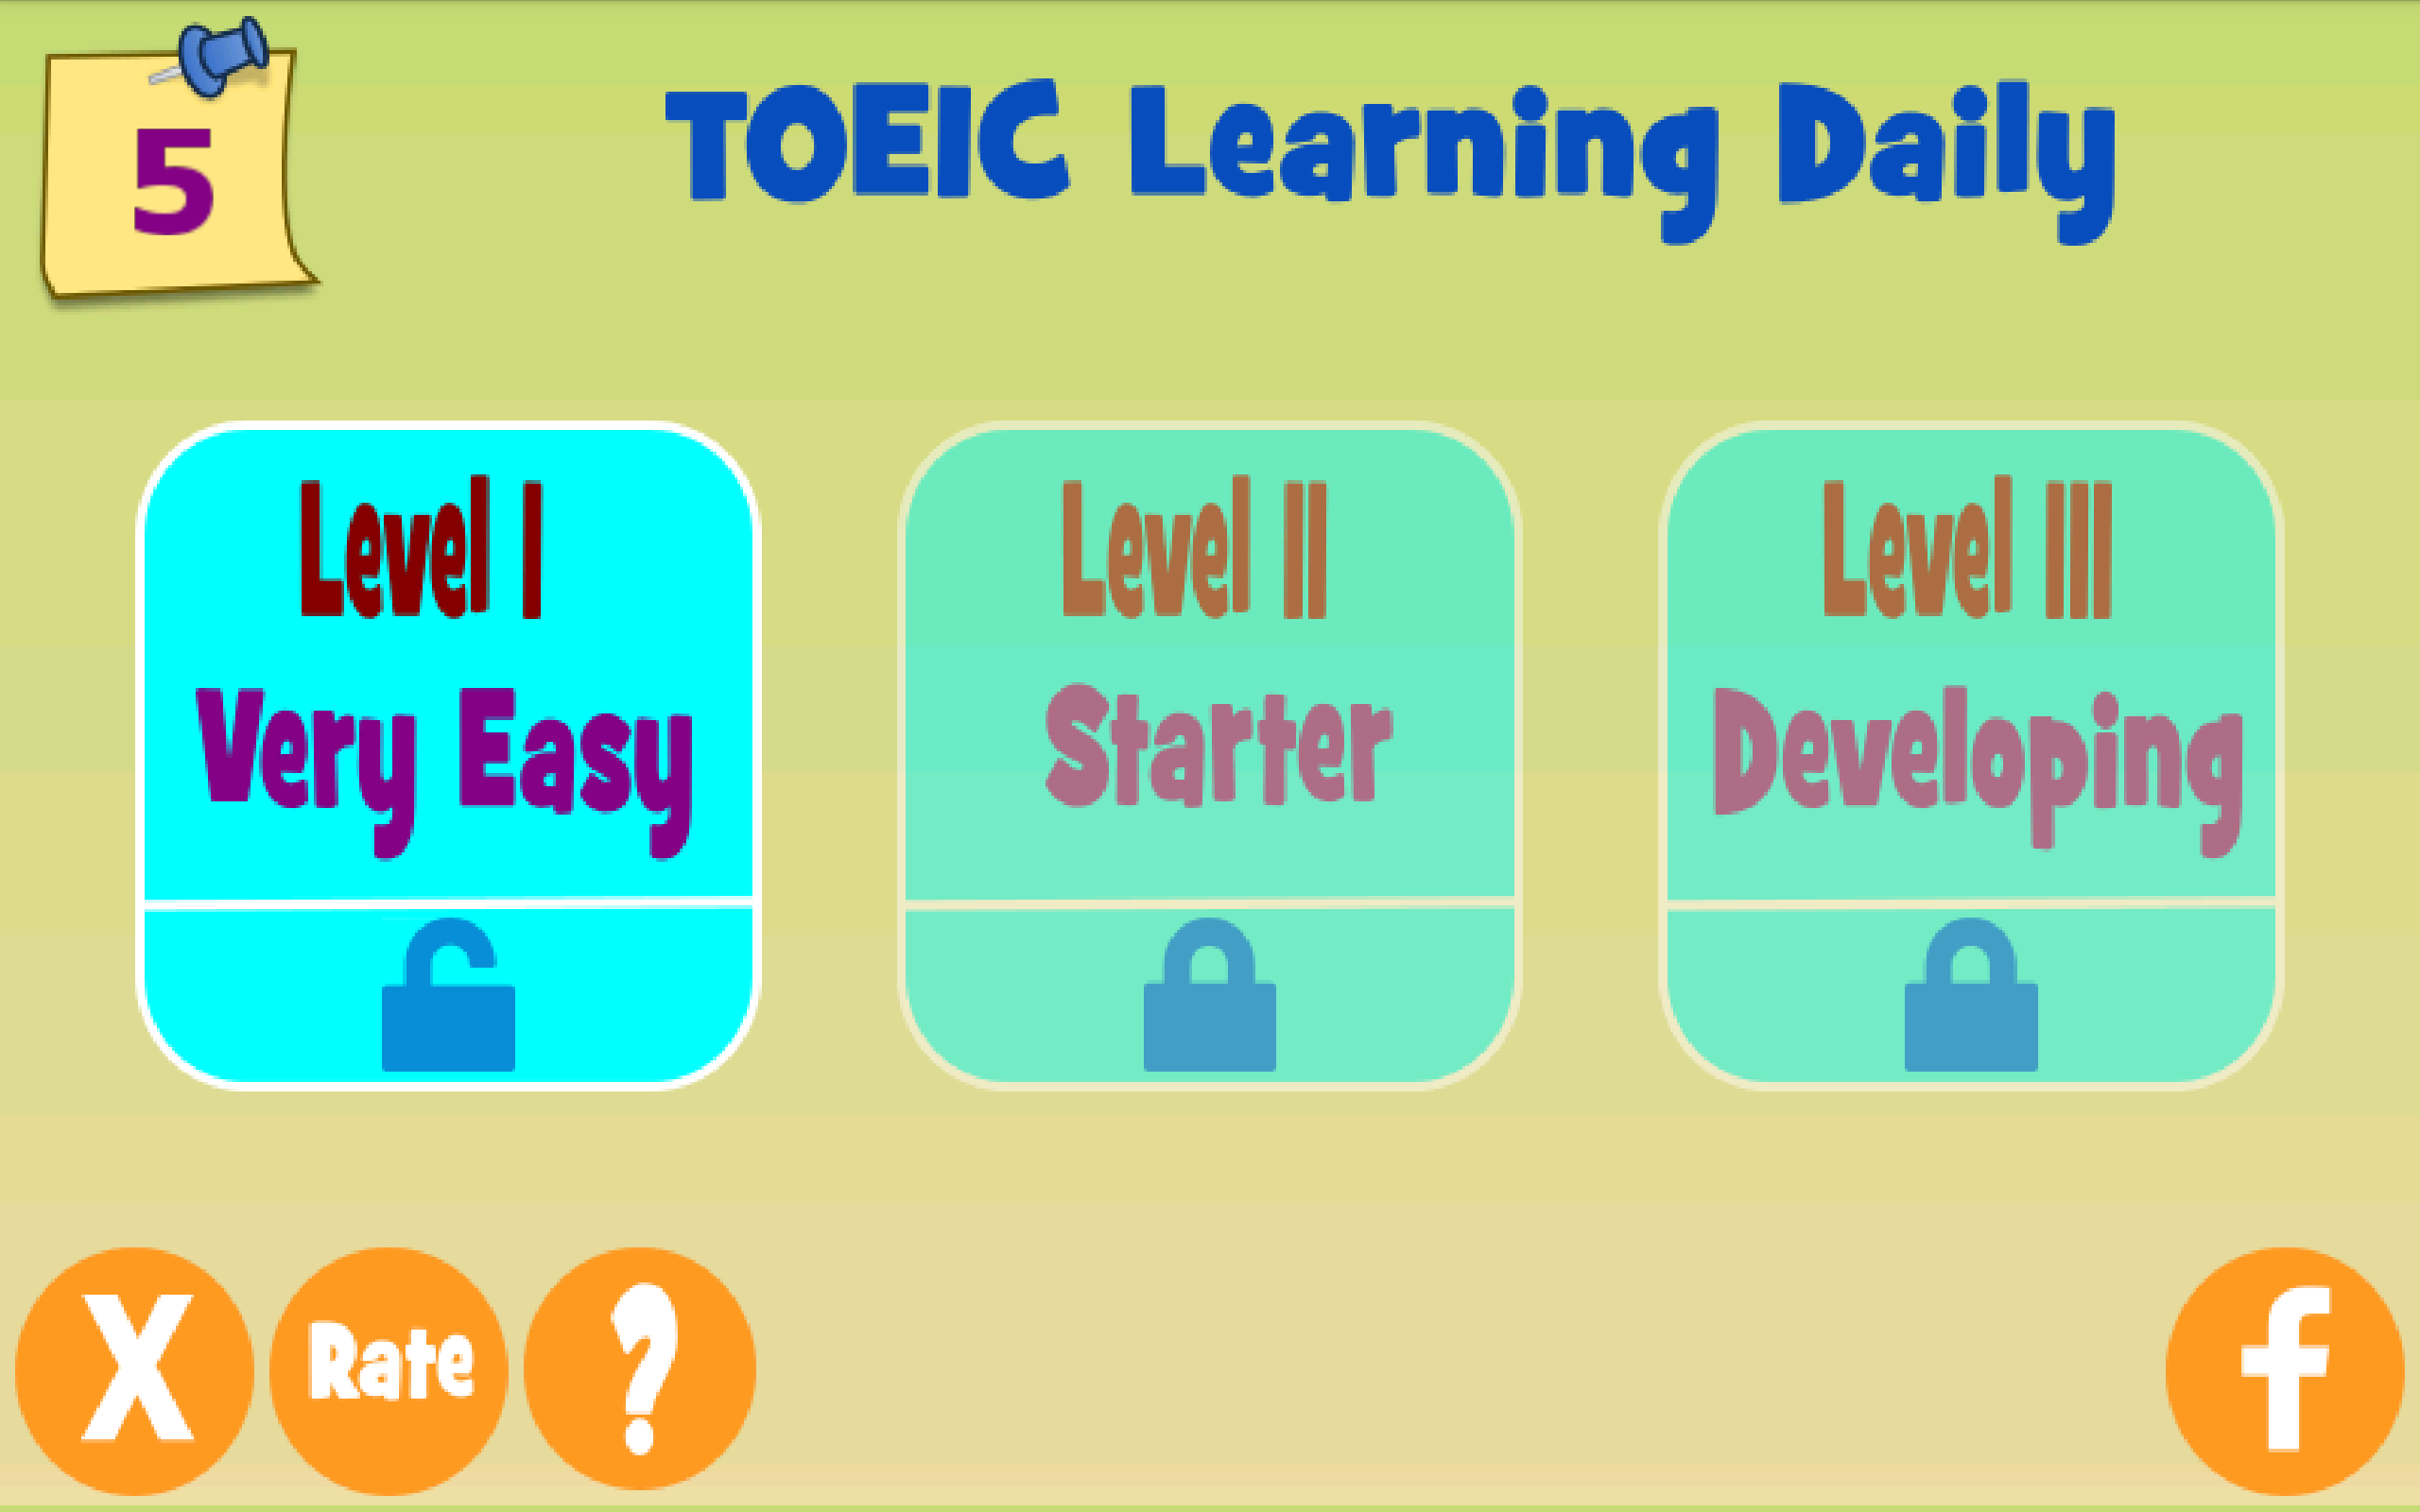 5
TOEIC Learning Daily
Level I
Very Easy
Level II
Starter
Level III
Developing
X
Rate
?
f